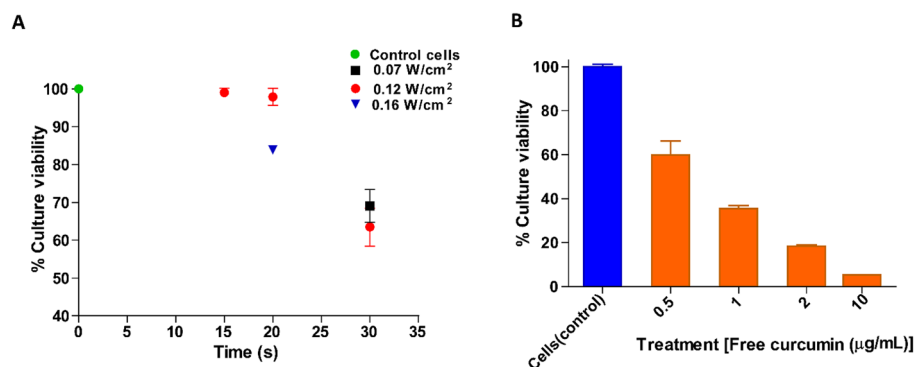 A
Control cells
0.07 W/cm²
0.12 W/cm²
0.16 W/cm²
% Culture viability
100
90
80
70
60
50
40
0 5 10 15 20 25 30 35
Time (s)
B
% Culture viability
100
80
60
40
20
0
Cells(control) 0.5 1 2 10
Treatment [Free curcumin (μg/mL)]